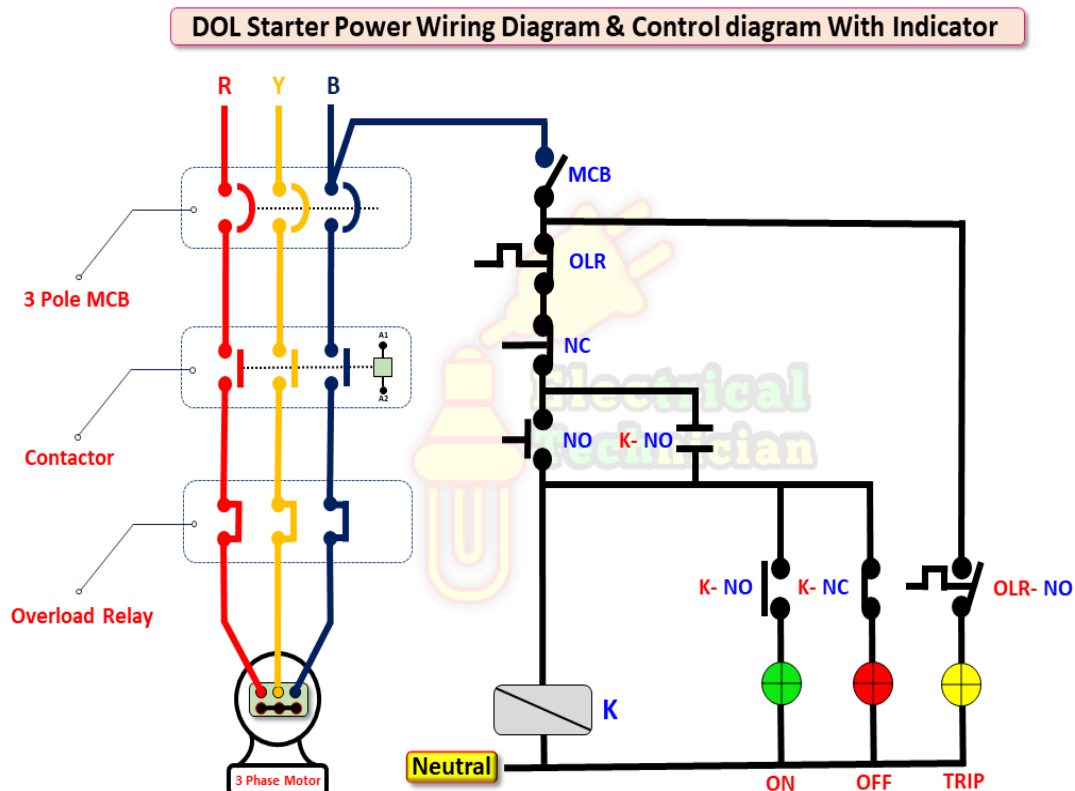 DOL Starter Power Wiring Diagram & Control diagram With Indicator
R Y B
MCB
OLR
3 Pole MCB
A1
NC
A2
Electrical
NO K- NO
Technician
Contactor
K- NO K- NC OLR- NO
Overload Relay
K
Neutral
3 Phase Motor
ON OFF TRIP